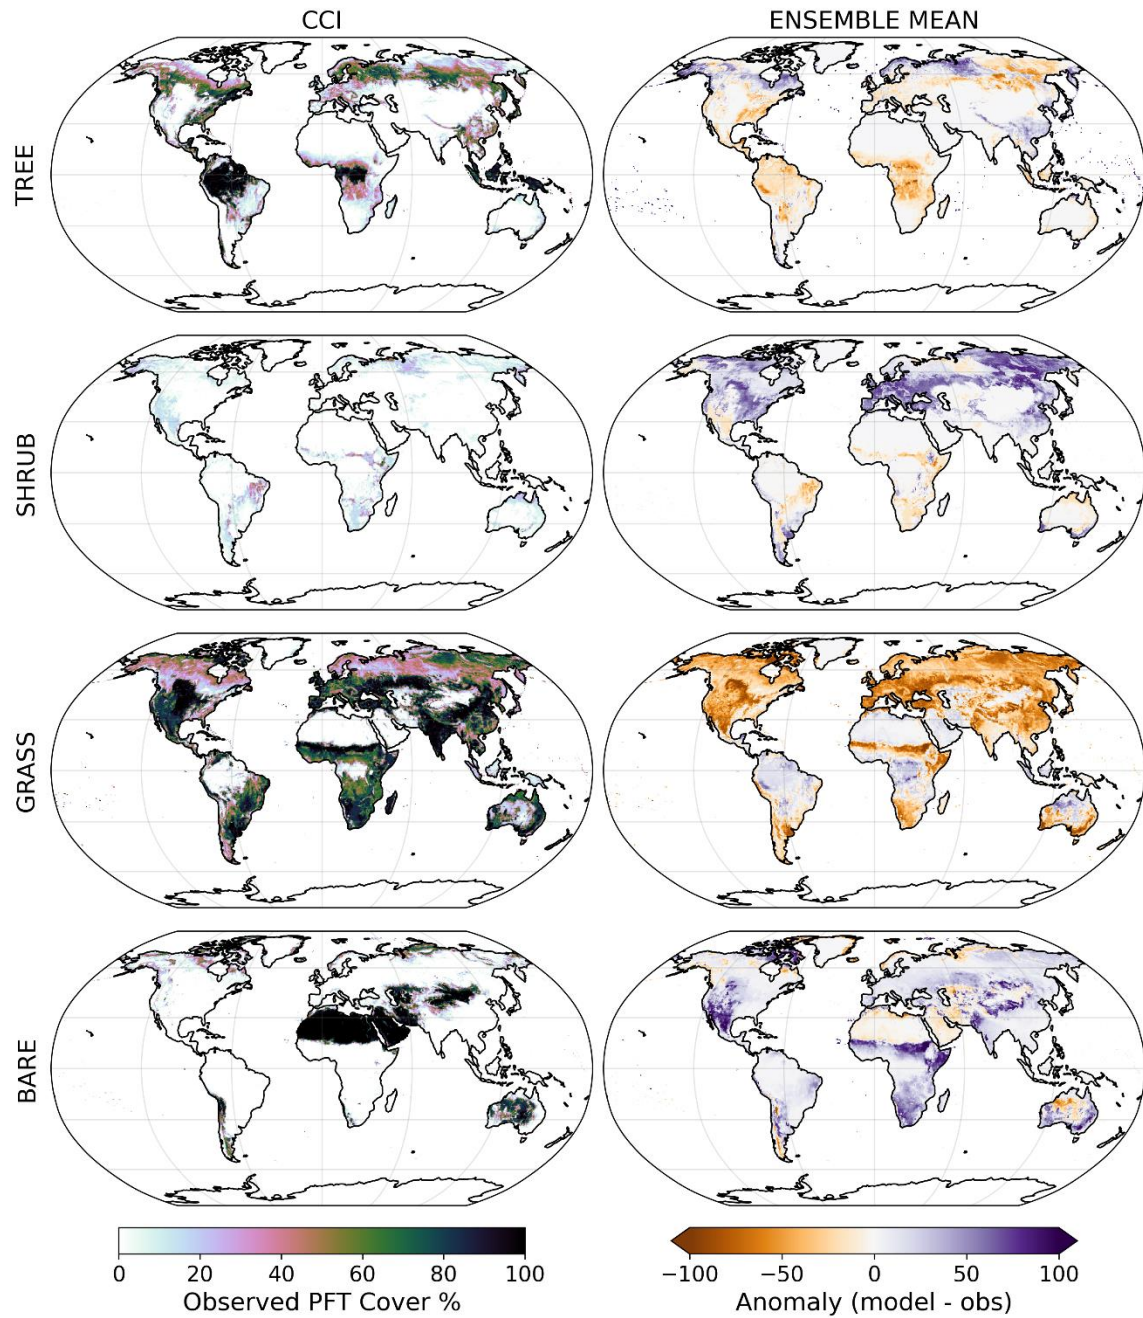 CCI
ENSEMBLE MEAN
TREE
SHRUB
GRASS
BARE
0 20 40 60 80 100
Observed PFT Cover %
−100 −50 0 50 100
Anomaly (model - obs)